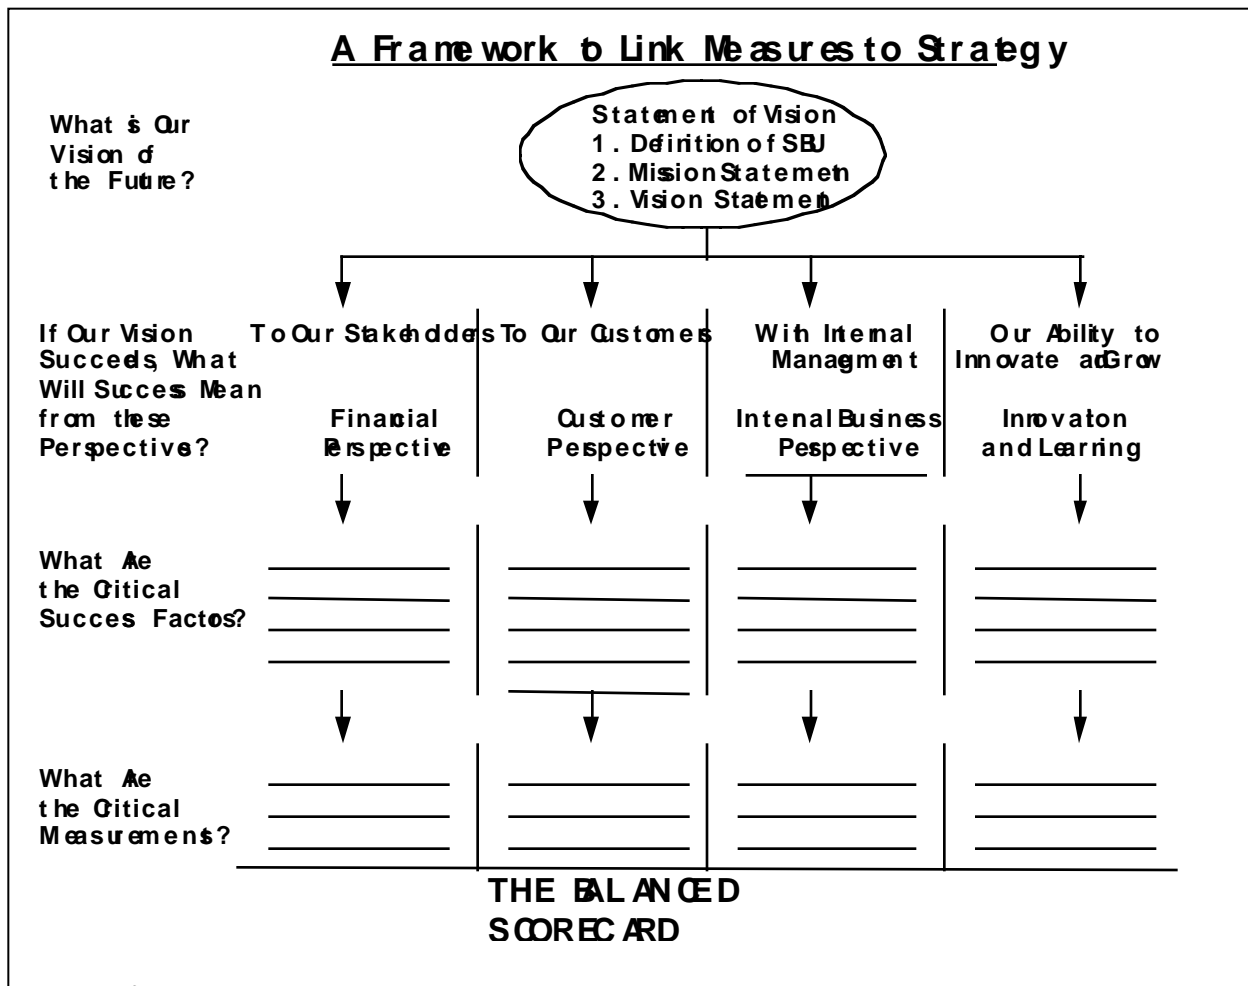 A Framework to Link Measures to Strategy
What is Our
Vision of
the Future?
Statement of Vision
1. Definition of SBU
2. Mission Statement
3. Vision Statement
If Our Vision
Succeeds, What
Will Success Mean
from these
Perspectives?
To Our Stakeholders
Financial
Perspective
To Our Customers
Customer
Perspective
With Internal
Management
Internal Business
Perspective
Our Ability to
Innovate and Grow
Innovation
and Learning
What Are
the Critical
Success Factors?
What Are
the Critical
Measurements?
THE BALANCED
SCORECARD